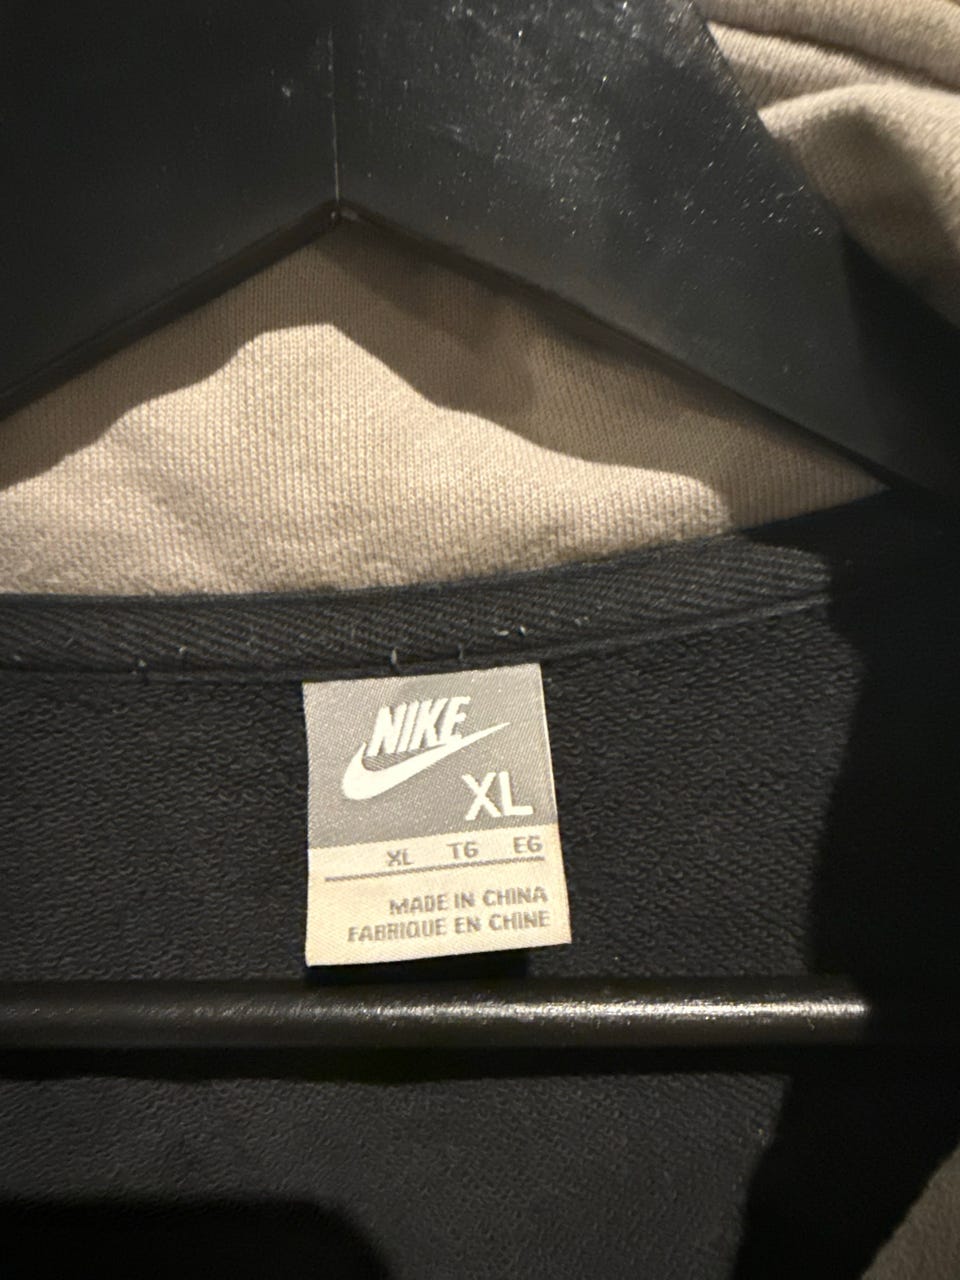 NIKE
XL
XL TG EG
MADE IN CHINA
FABRIQUE EN CHINE